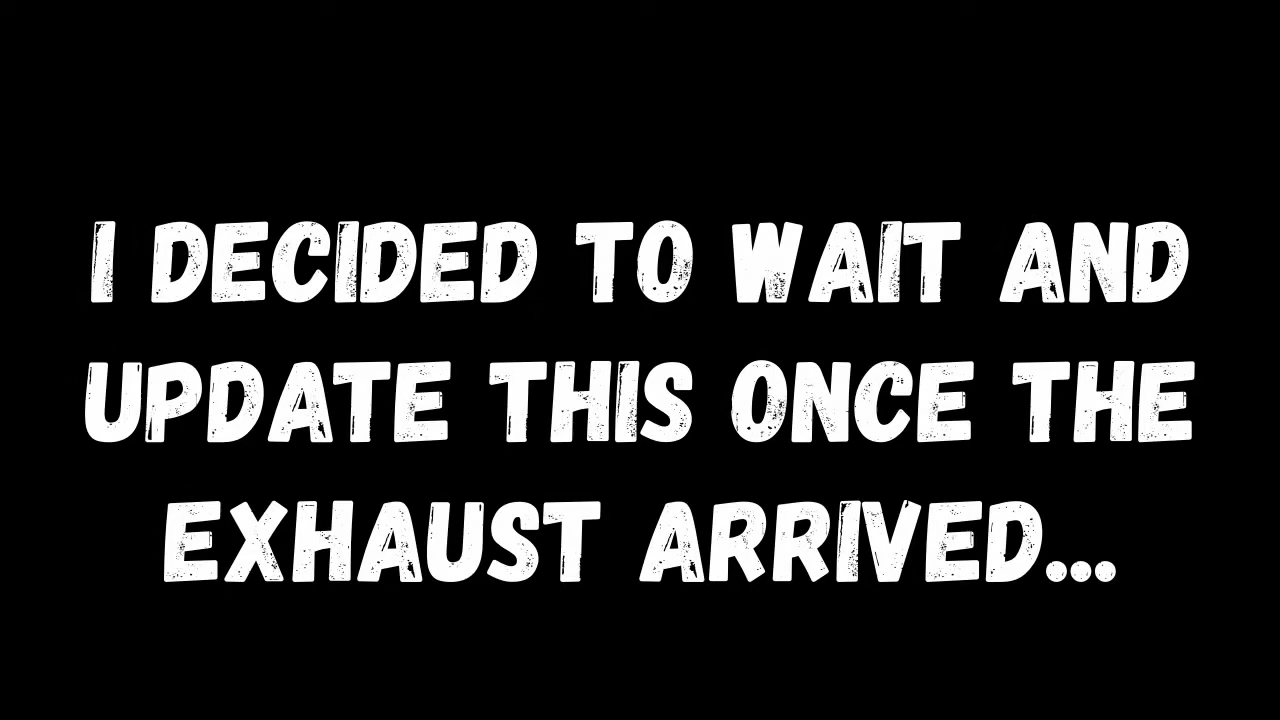 I DECIDED TO WAIT AND
UPDATE THIS ONCE THE
EXHAUST ARRIVED...